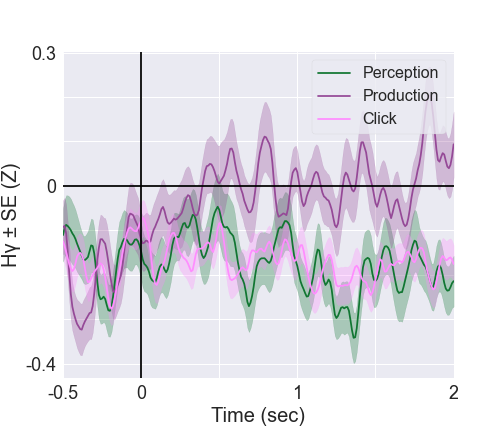 0.3
0
-0.4
Hγ ± SE (Z)
Perception
Production
Click
-0.5 0 1 2
Time (sec)